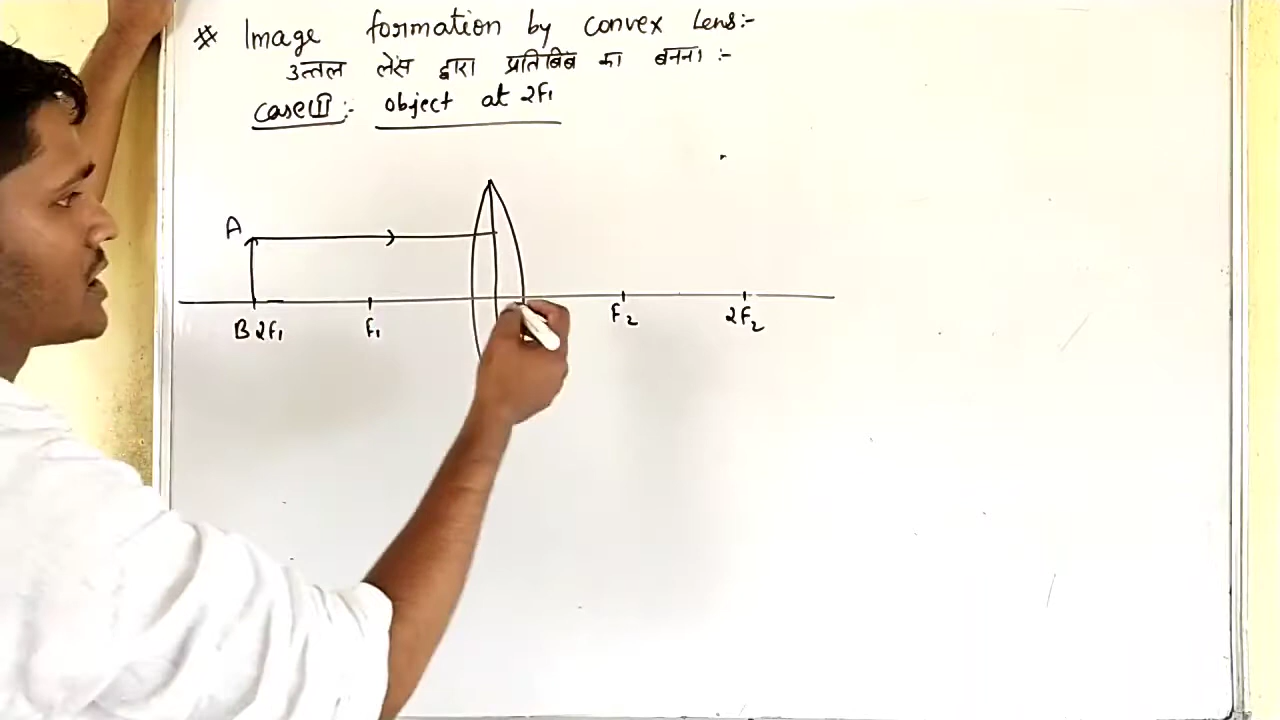 # Image formation by convex Lens:-
उत्तल लेंस द्वारा प्रतिबिंब का बनना :-
Case II :- object at 2F1
A
B 2F1 F1 F2 2F2